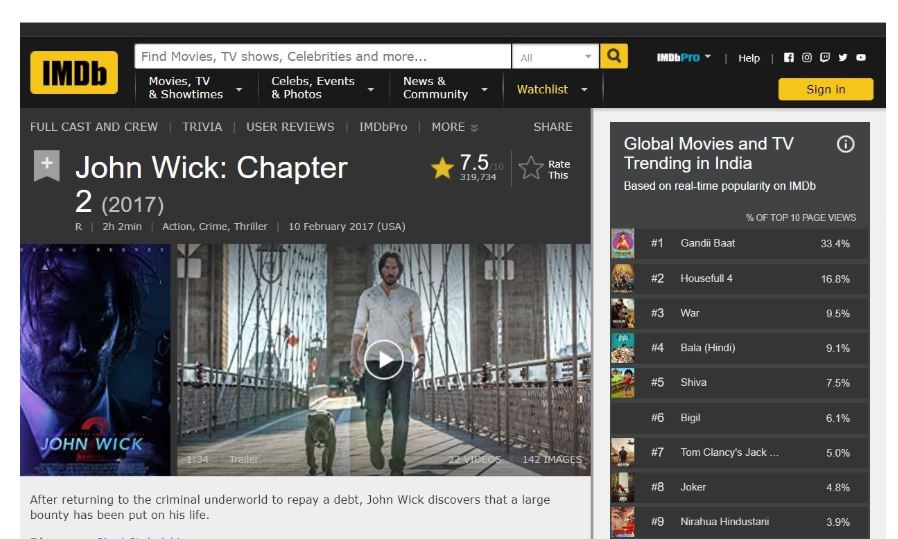 IMDb
Find Movies, TV shows, Celebrities and more...
All
IMDbPro
Help
Movies, TV
& Showtimes
Celebs, Events
& Photos
News &
Community
Watchlist
Sign in
FULL CAST AND CREW | TRIVIA | USER REVIEWS | IMDbPro | MORE
SHARE
John Wick: Chapter
2 (2017)
7.5/10
319,734
Rate
This
R | 2h 2min | Action, Crime, Thriller | 10 February 2017 (USA)
REEVES
JOHN WICK
1:34 Trailer
22 VIDEOS
142 IMAGES
After returning to the criminal underworld to repay a debt, John Wick discovers that a large
bounty has been put on his life.
Global Movies and TV
Trending in India
Based on real-time popularity on IMDb
% OF TOP 10 PAGE VIEWS
#1 Gandii Baat 33.4%
#2 Housefull 4 16.8%
#3 War 9.5%
#4 Bala (Hindi) 9.1%
#5 Shiva 7.5%
#6 Bigil 6.1%
#7 Tom Clancy's Jack ... 5.0%
#8 Joker 4.8%
#9 Nirahua Hindustani 3.9%